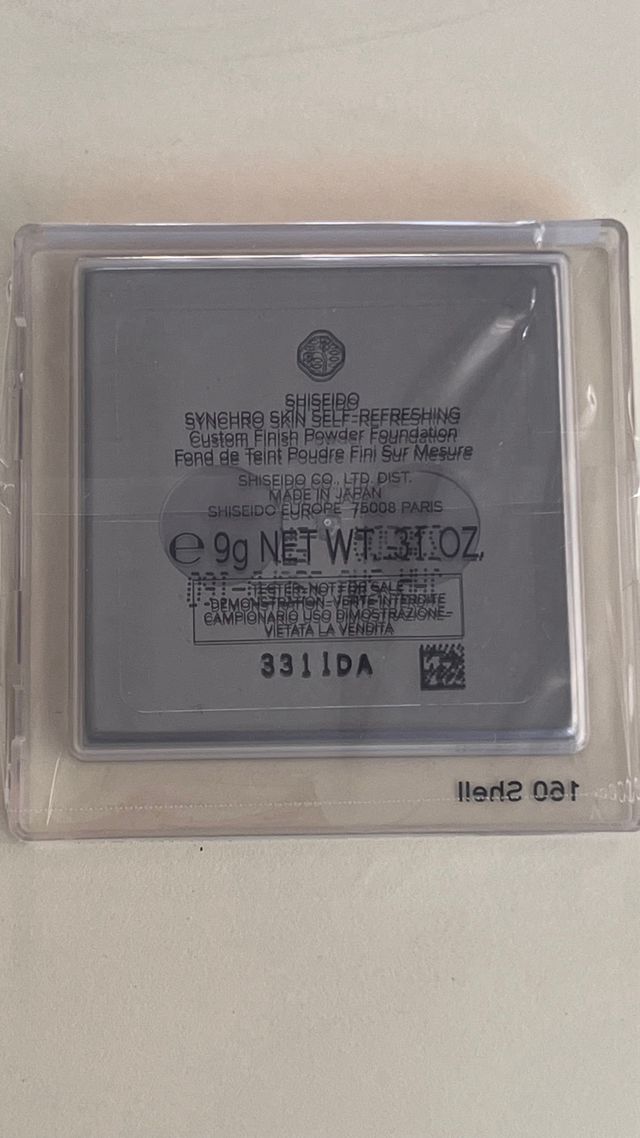 SHISEIDO
SYNCHRO SKIN SELF-REFRESHING
Custom Finish Powder Foundation
Fond de Teint Poudre Fini Sur Mesure
SHISEIDO CO., LTD. DIST.
MADE IN JAPAN
SHISEIDO EUROPE 75008 PARIS
℮ 9g NET WT. .31 OZ.
TESTER-NOT FOR SALE
-DEMONSTRATION-VENTE INTERDITE
CAMPIONARIO USO DIMOSTRAZIONE-
VIETATA LA VENDITA
3311DA
160 Shell